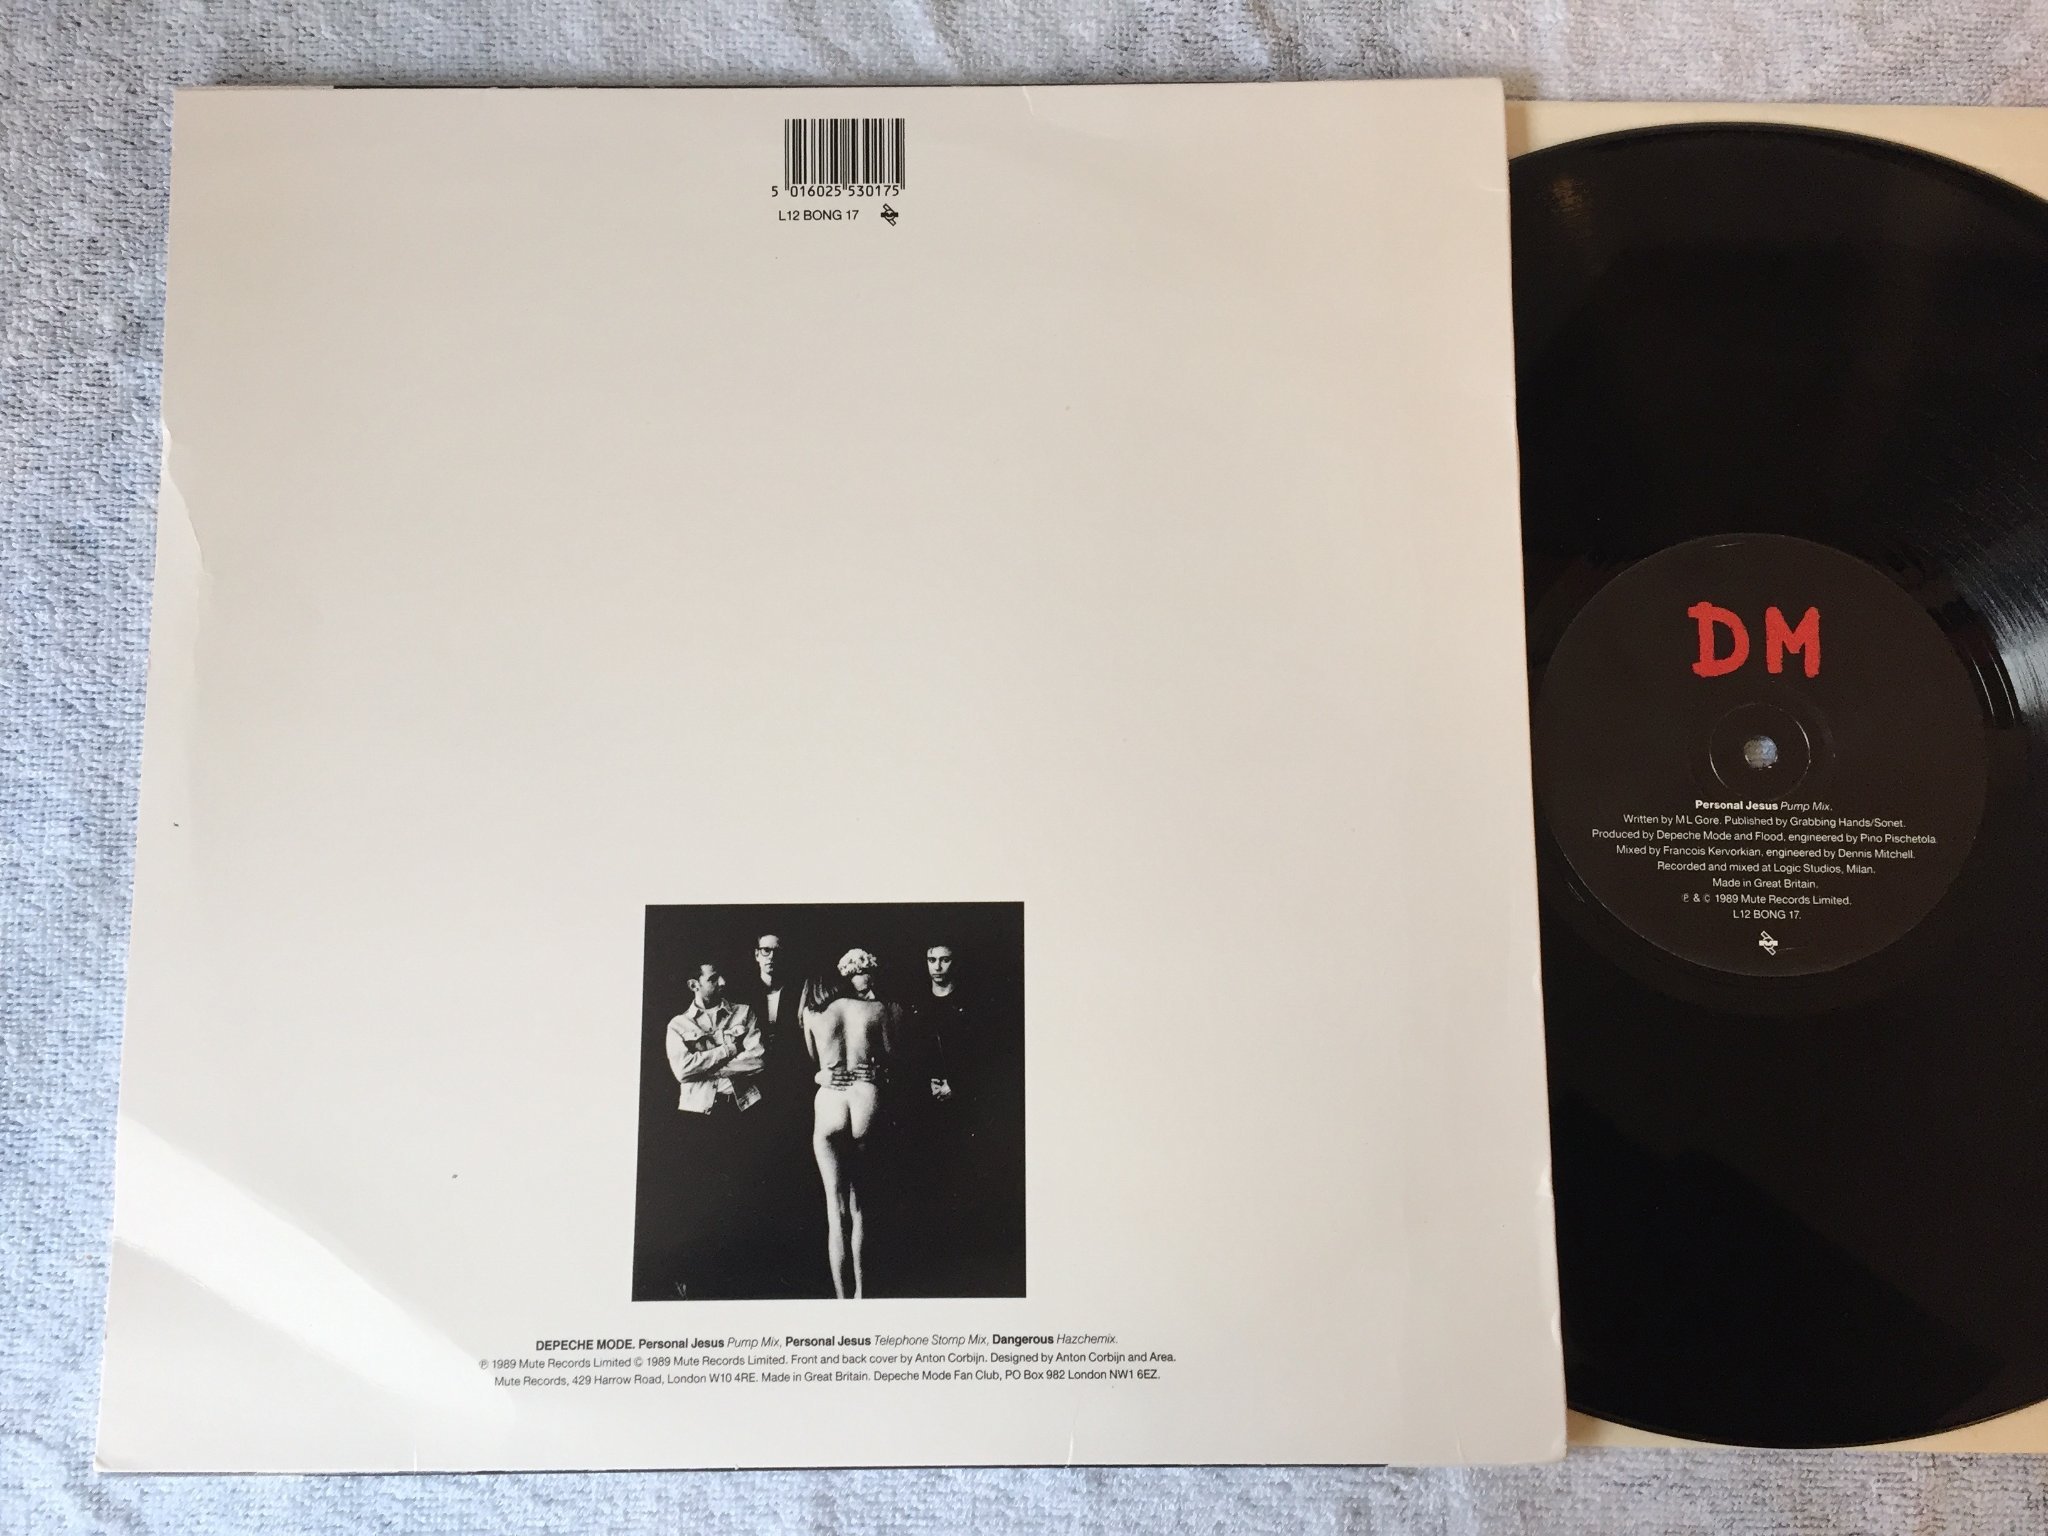 5 016025 530175
L12 BONG 17
DEPECHE MODE. Personal Jesus Pump Mix, Personal Jesus Telephone Stomp Mix, Dangerous Hazchemix.
℗ 1989 Mute Records Limited © 1989 Mute Records Limited. Front and back cover by Anton Corbijn. Designed by Anton Corbijn and Area.
Mute Records, 429 Harrow Road, London W10 4RE. Made in Great Britain. Depeche Mode Fan Club, PO Box 982 London NW1 6EZ.
DM
Personal Jesus Pump Mix.
Written by M L Gore. Published by Grabbing Hands/Sonet.
Produced by Depeche Mode and Flood, engineered by Pino Pischetola.
Mixed by Francois Kervorkian, engineered by Dennis Mitchell.
Recorded and mixed at Logic Studios, Milan.
Made in Great Britain.
℗ & © 1989 Mute Records Limited.
L12 BONG 17.